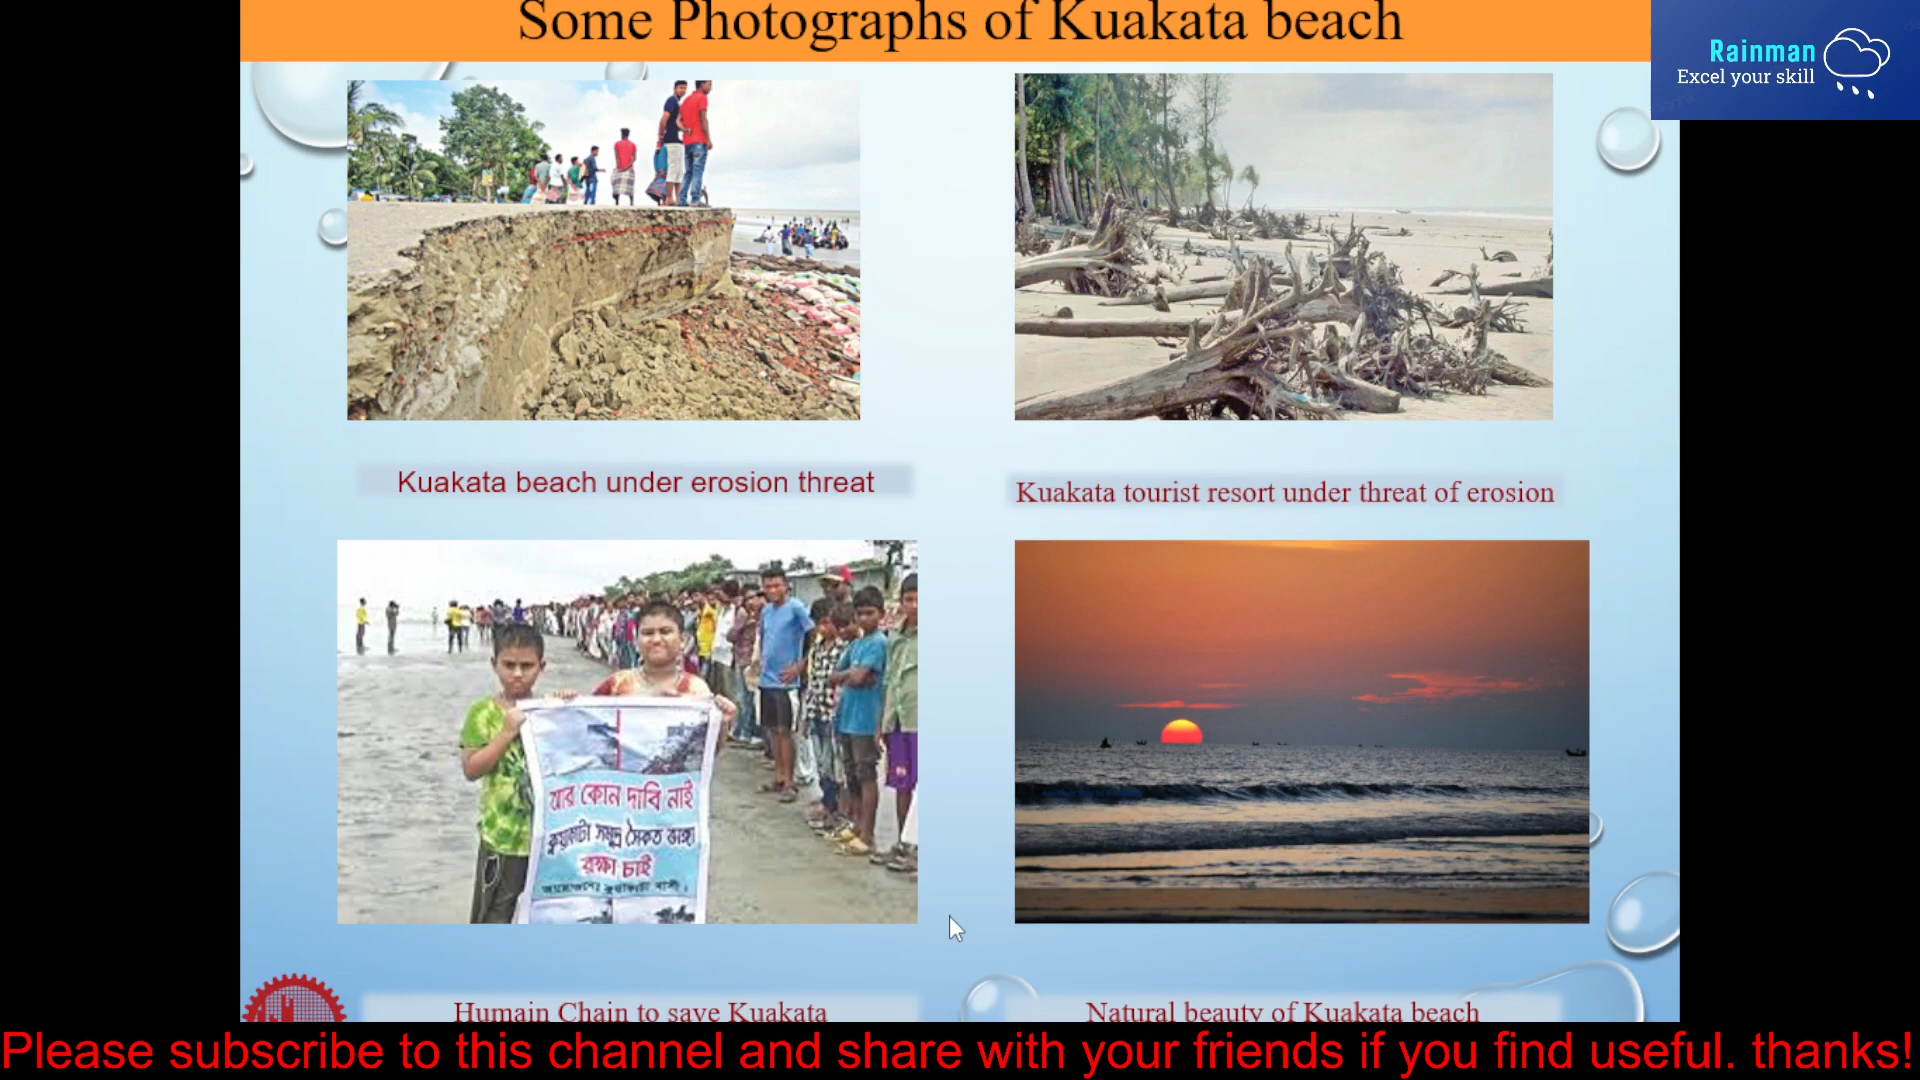 Some Photographs of Kuakata beach
Rainman
Excel your skill
Kuakata beach under erosion threat
Kuakata tourist resort under threat of erosion
আর কোন দাবি নাই
কুয়াকাটা সমুদ্র সৈকত ভাঙ্গা
রক্ষা চাই
কুয়াকাটা বাসী।
Humain Chain to save Kuakata
Natural beauty of Kuakata beach
Please subscribe to this channel and share with your friends if you find useful. thanks!